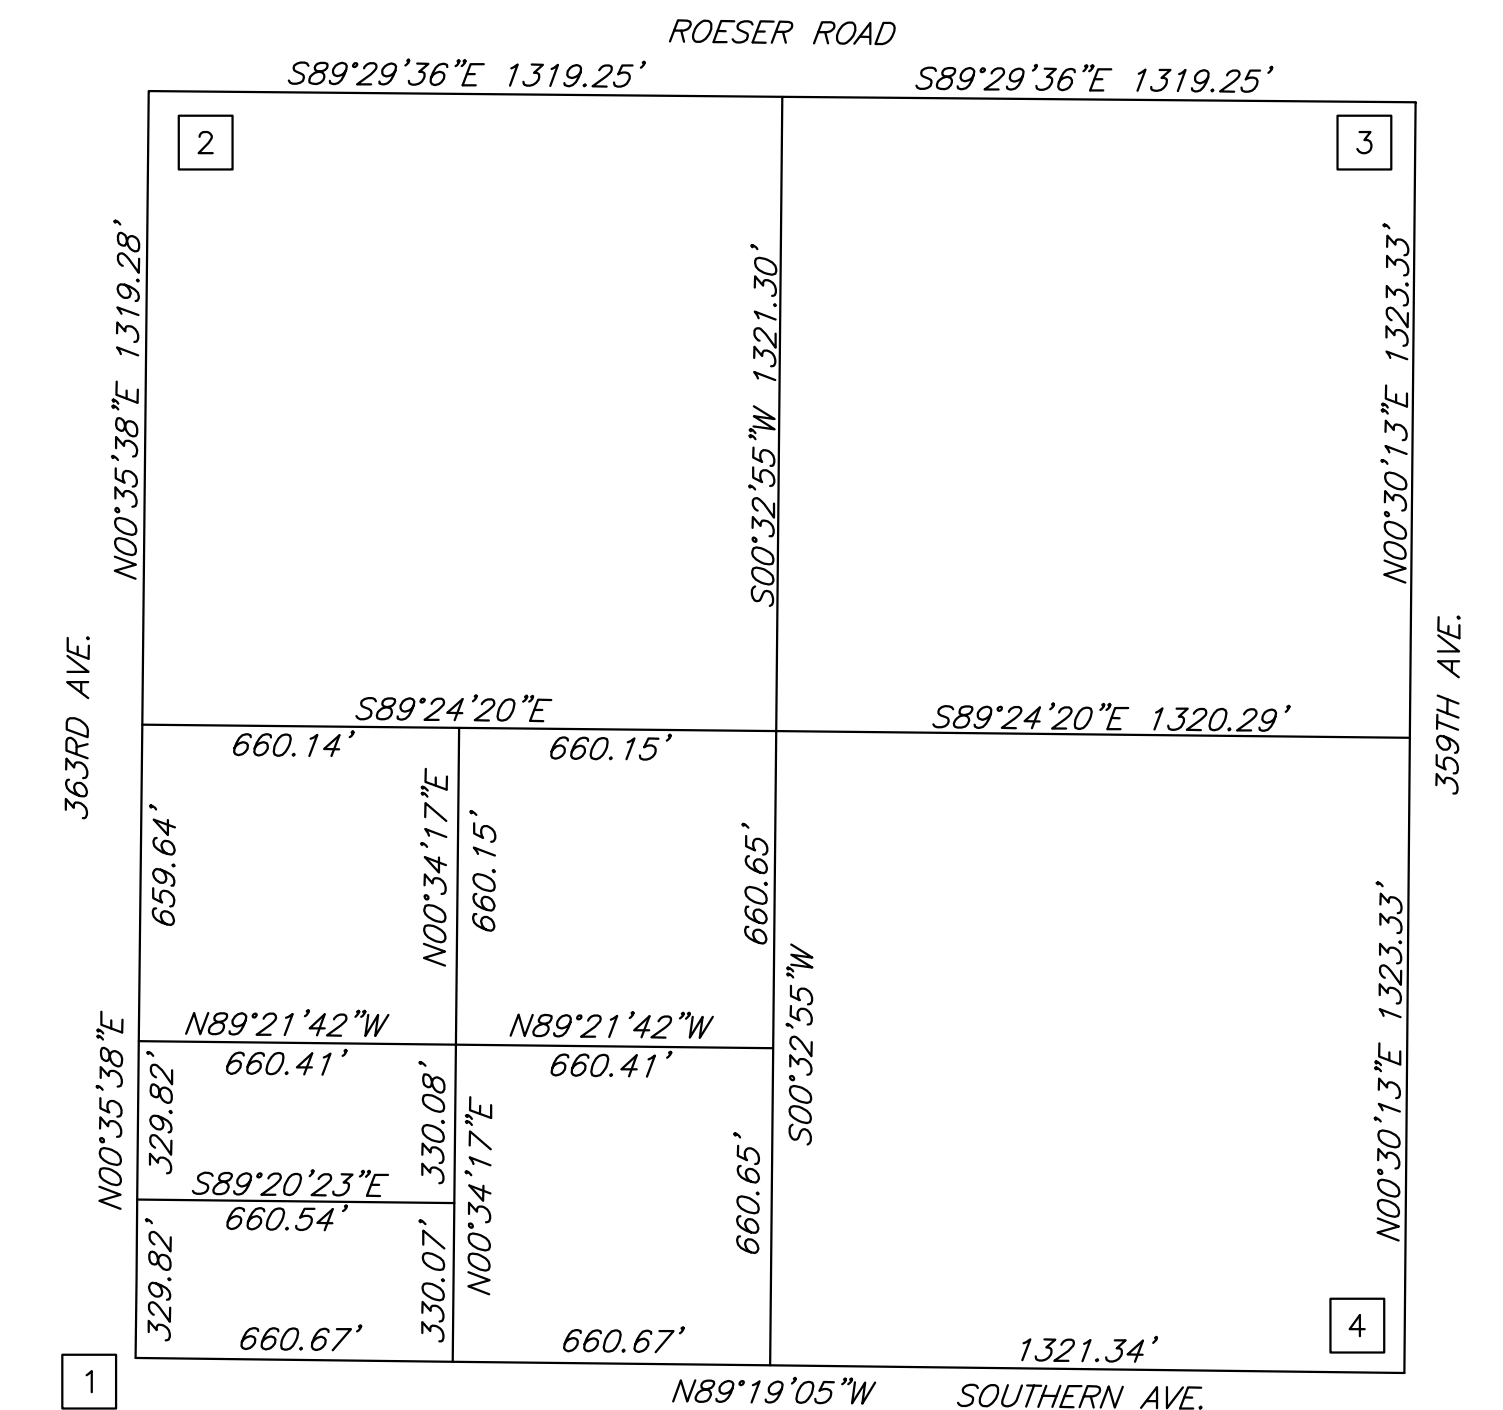 ROESER ROAD
S89°29'36"E 1319.25'
S89°29'36"E 1319.25'
2
3
N00°35'38"E 1319.28'
S00°32'55"W 1321.30'
N00°30'13"E 1323.33'
363RD AVE.
359TH AVE.
S89°24'20"E
S89°24'20"E 1320.29'
660.14'
660.15'
659.64'
N00°34'17"E
660.15'
660.65'
N00°35'38"E
S00°32'55"W
N00°30'13"E 1323.33'
N89°21'42"W
N89°21'42"W
660.41'
660.41'
329.82'
330.08'
N00°34'17"E
660.65'
S89°20'23"E
660.54'
329.82'
330.07'
660.67'
660.67'
1321.34'
4
1
N89°19'05"W
SOUTHERN AVE.